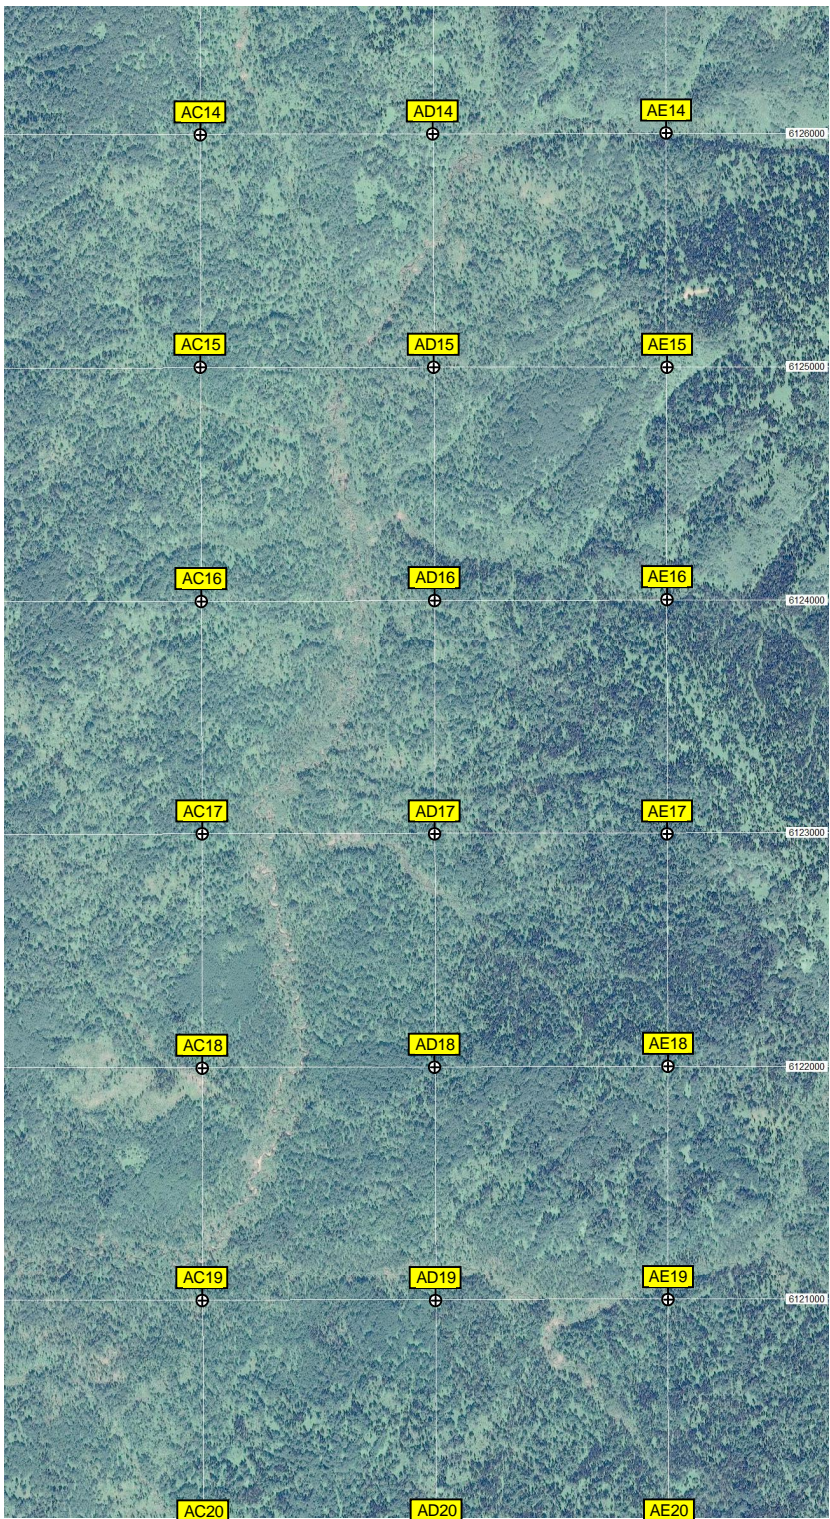 AC14 AD14 AE14
6126000
AC15 AD15 AE15
6125000
AC16 AD16 AE16
6124000
AC17 AD17 AE17
6123000
AC18 AD18 AE18
6122000
AC19 AD19 AE19
6121000
AC20 AD20 AE20